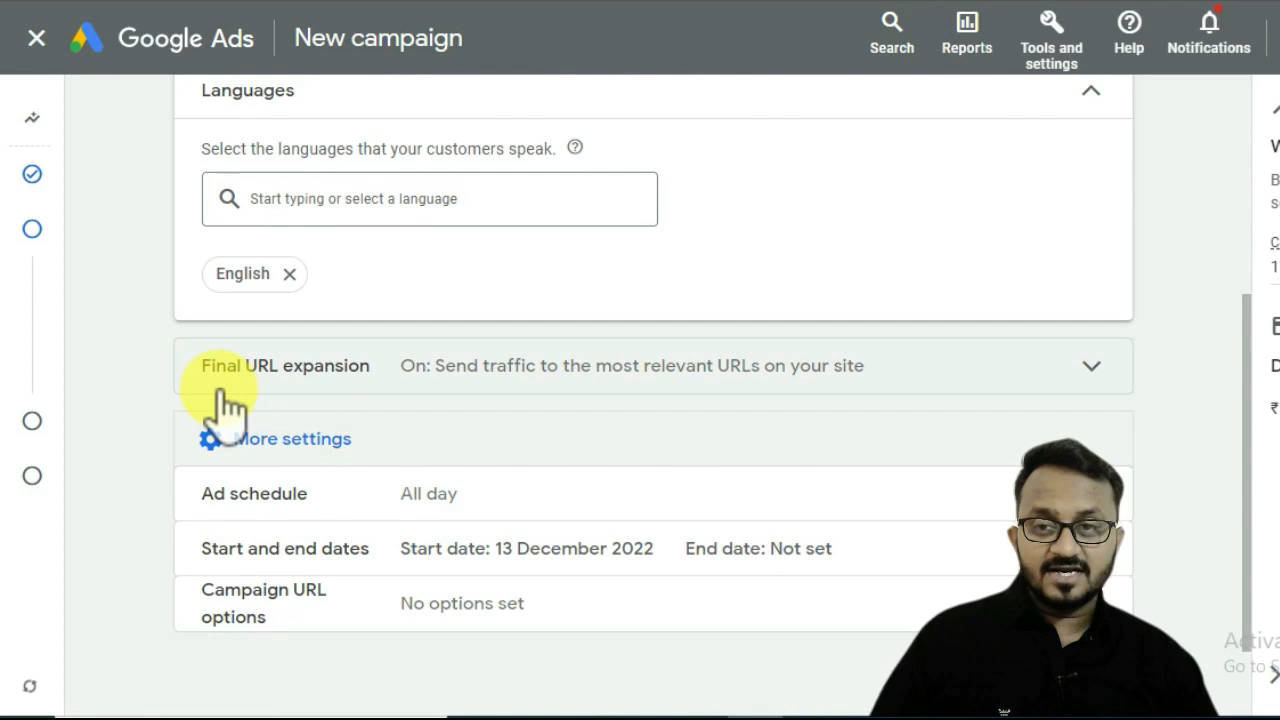 Google Ads
New campaign
Search
Reports
Tools and
settings
Help
Notifications
Languages
Select the languages that your customers speak.
Start typing or select a language
English
Final URL expansion On: Send traffic to the most relevant URLs on your site
More settings
Ad schedule All day
Start and end dates Start date: 13 December 2022 End date: Not set
Campaign URL
options
No options set
Activa
Go to S
₹